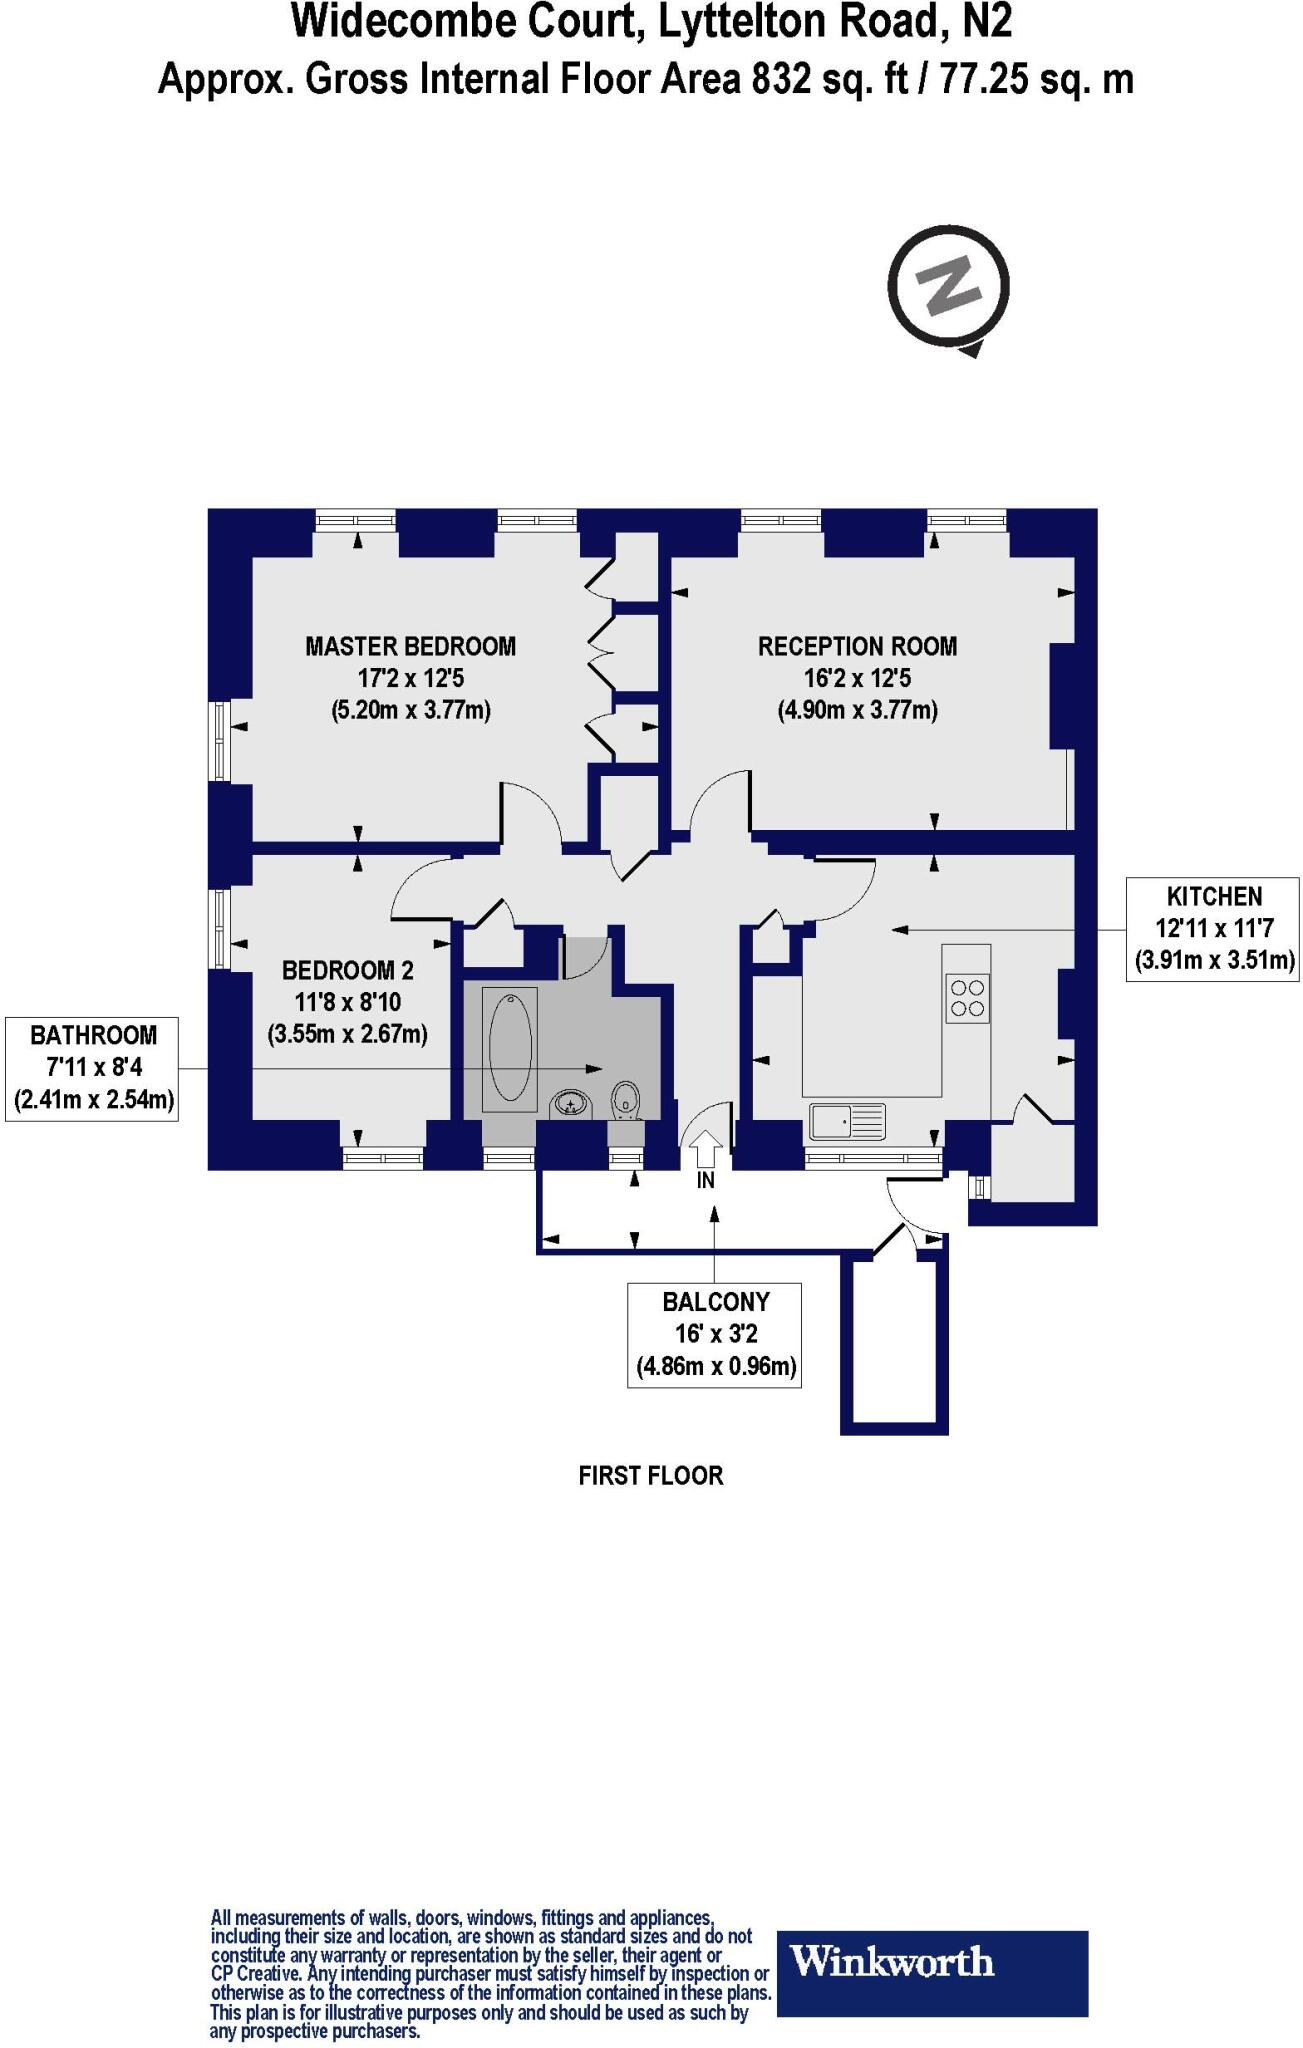 Widecombe Court, Lyttelton Road, N2
Approx. Gross Internal Floor Area 832 sq. ft / 77.25 sq. m
N
MASTER BEDROOM
17'2 x 12'5
(5.20m x 3.77m)
RECEPTION ROOM
16'2 x 12'5
(4.90m x 3.77m)
KITCHEN
12'11 x 11'7
(3.91m x 3.51m)
BEDROOM 2
11'8 x 8'10
(3.55m x 2.67m)
BATHROOM
7'11 x 8'4
(2.41m x 2.54m)
IN
BALCONY
16' x 3'2
(4.86m x 0.96m)
FIRST FLOOR
All measurements of walls, doors, windows, fittings and appliances,
including their size and location, are shown as standard sizes and do not
constitute any warranty or representation by the seller, their agent or
CP Creative. Any intending purchaser must satisfy himself by inspection or
otherwise as to the correctness of the information contained in these plans.
This plan is for illustrative purposes only and should be used as such by
any prospective purchasers.
Winkworth